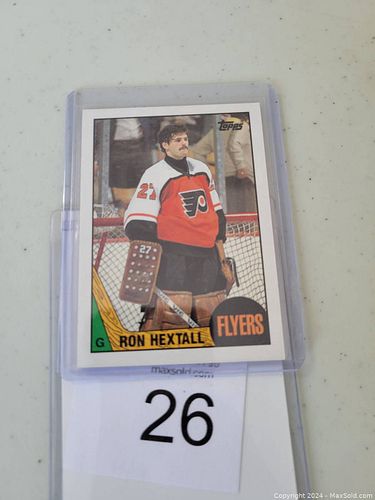 Topps
27
27
FLYERS
G RON HEXTALL
maxsold.com
26
Copyright 2024 - MaxSold.com